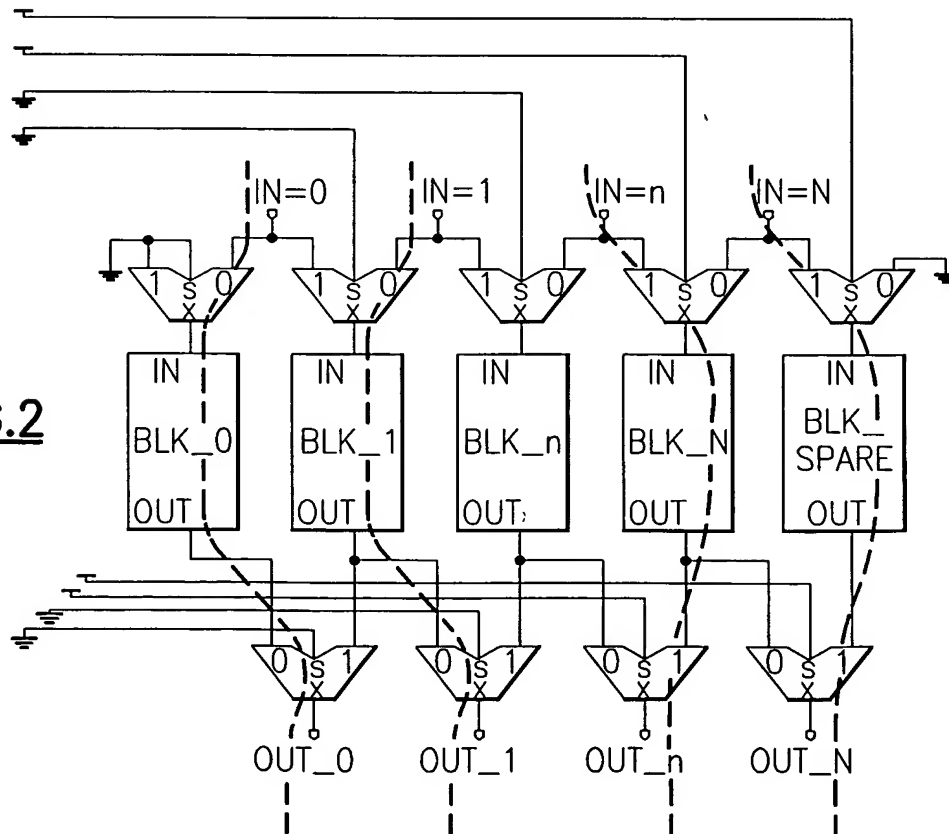 IN=0 IN=1 IN=n IN=N
1 S 0 1 S 0 1 S 0 1 S 0 1 S 0
X X X X X
IN IN IN IN IN
BLK_0 BLK_1 BLK_n BLK_N BLK_
SPARE
OUT OUT OUT OUT OUT
.2
0 S 1 0 S 1 0 S 1 0 S 1
X X X X
OUT_0 OUT_1 OUT_n OUT_N